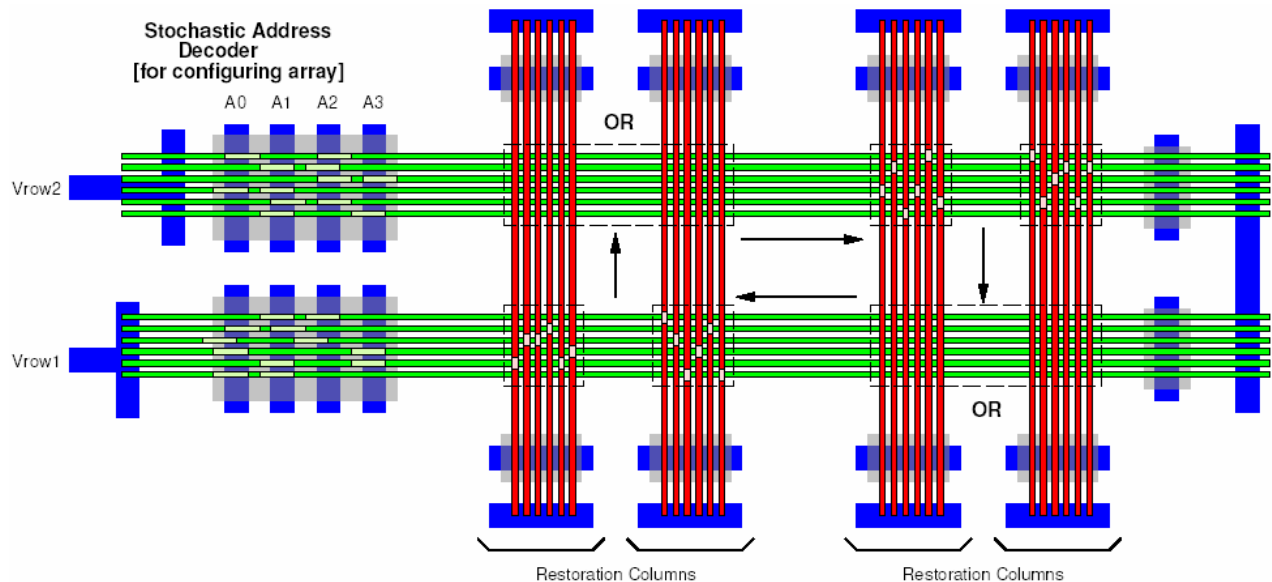 Stochastic Address
Decoder
[for configuring array]
A0 A1 A2 A3
OR
Vrow2
Vrow1
OR
Restoration Columns
Restoration Columns